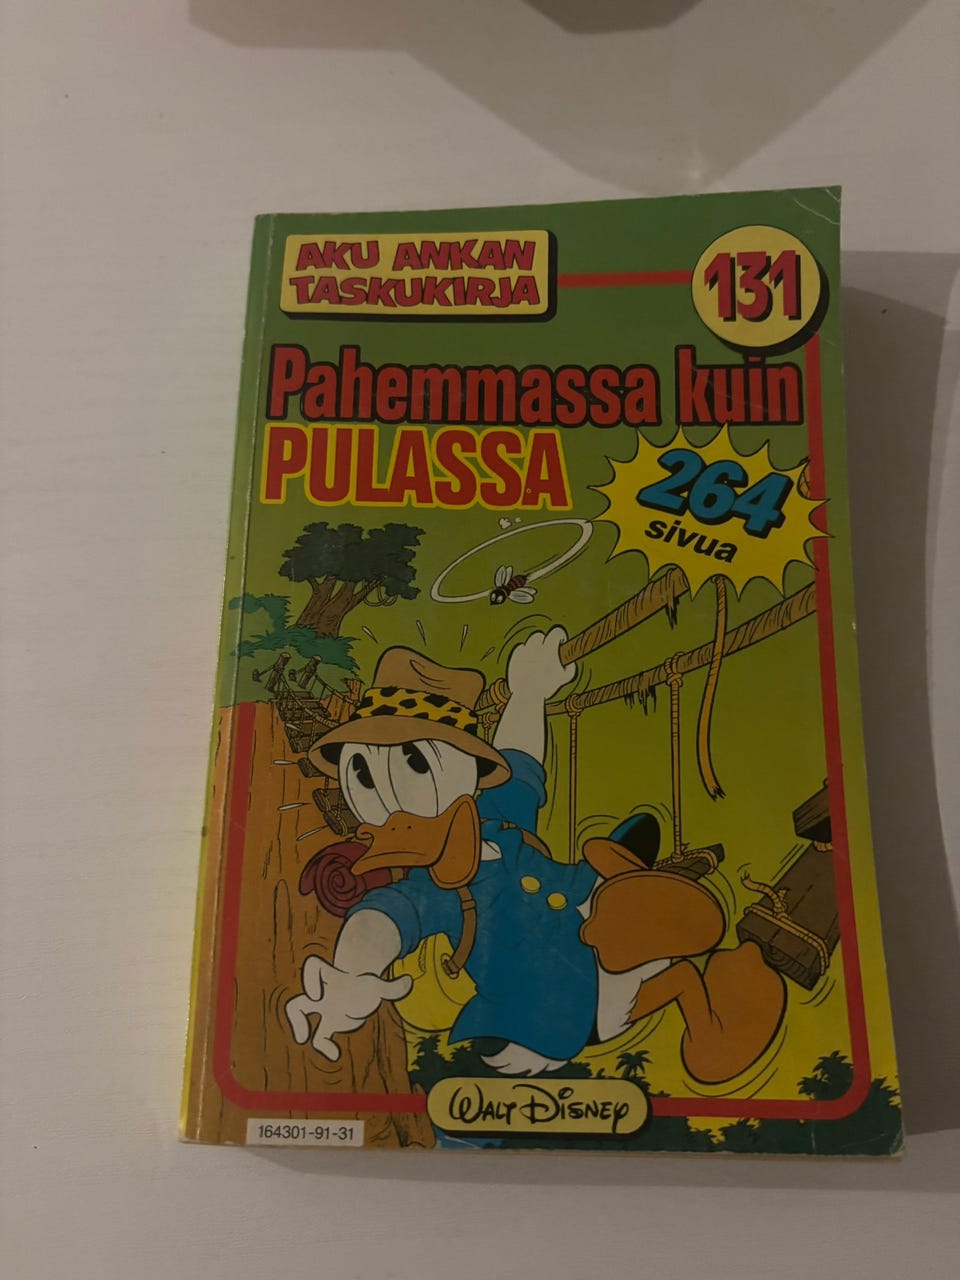 AKU ANKAN
TASKUKIRJA
131
Pahemmassa kuin
PULASSA
264
sivua
WALT DISNEY
164301-91-31